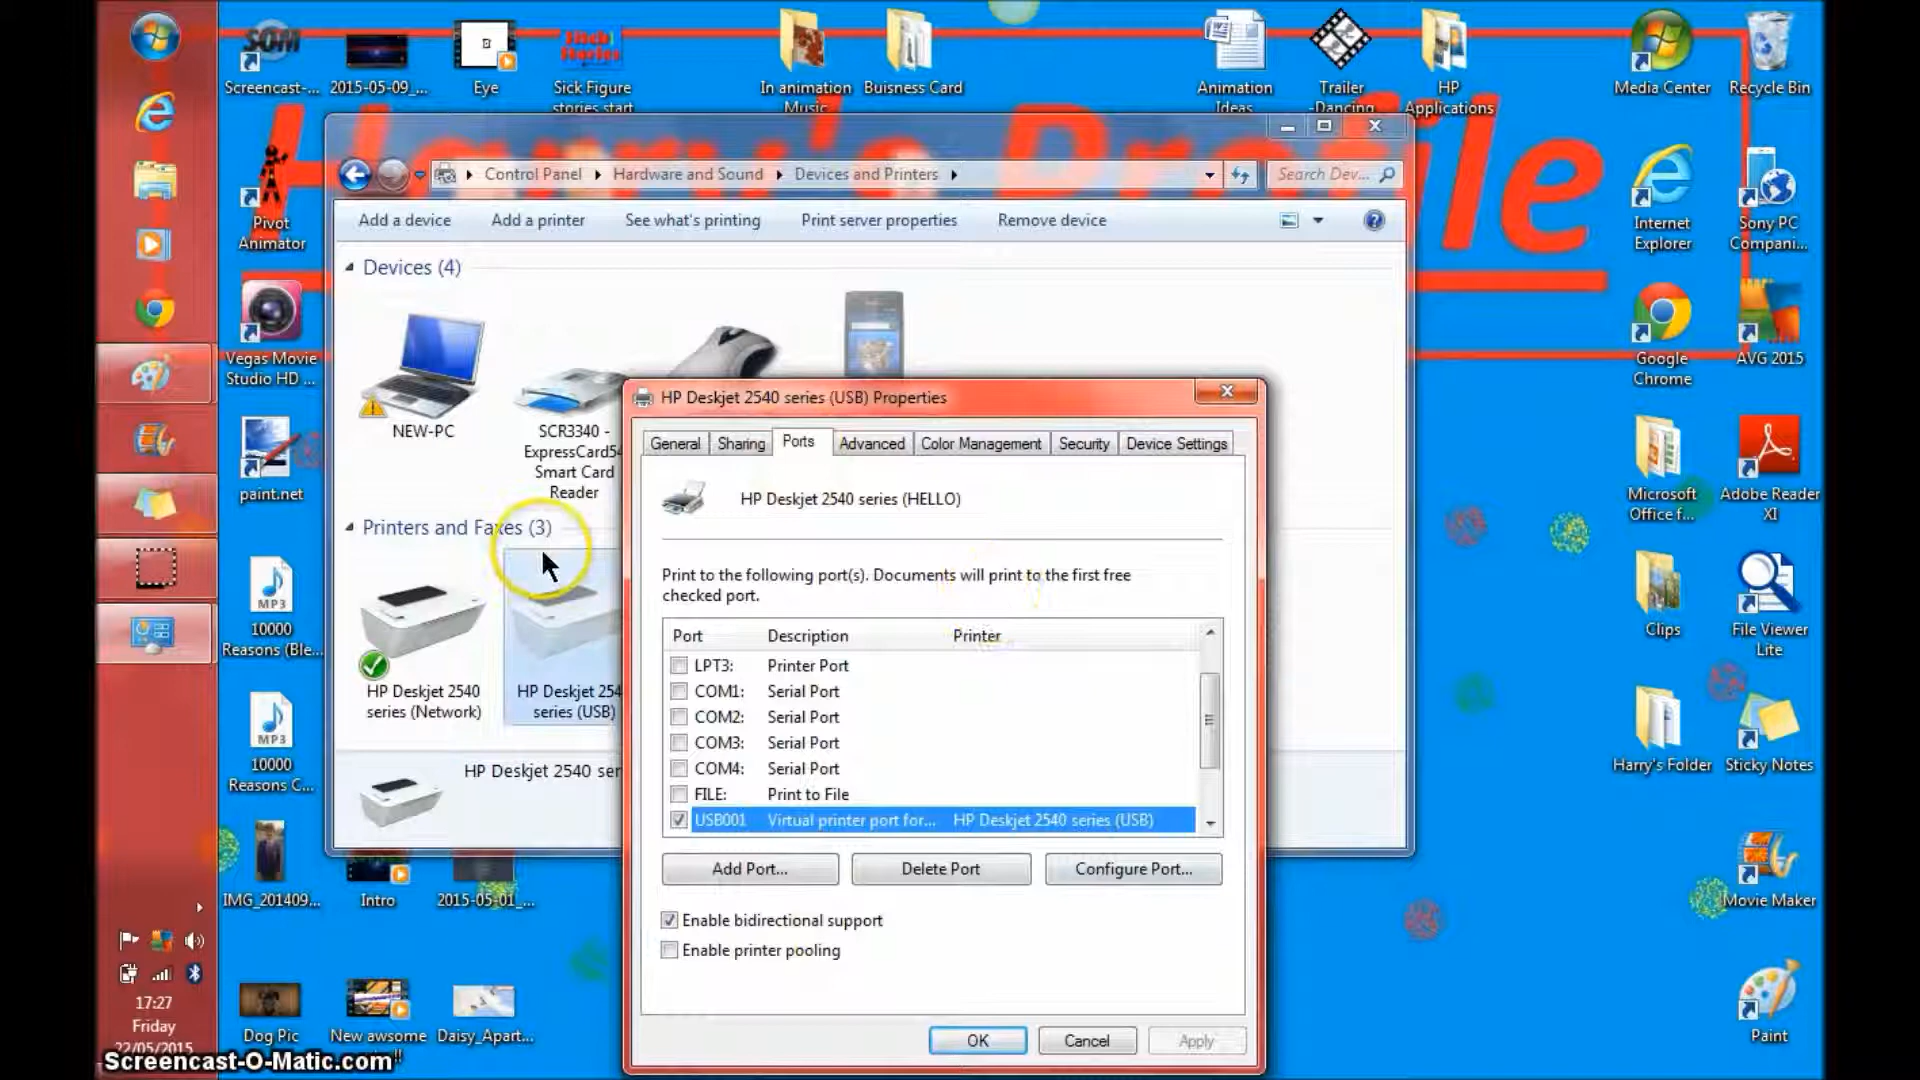 Screencast-...
2015-05-09_...
Eye
Sick Figure
stories start
In animation
Music
Buisness Card
Animation
Ideas
Trailer
-Dancing
HP
Applications
Media Center
Recycle Bin
Harry's Profile
Control Panel
Hardware and Sound
Devices and Printers
Search Dev...
Add a device
Add a printer
See what's printing
Print server properties
Remove device
Pivot
Animator
Internet
Explorer
Sony PC
Compani...
Devices (4)
Vegas Movie
Studio HD ...
NEW-PC
SCR3340 -
ExpressCard54
Smart Card
Reader
Google
Chrome
AVG 2015
paint.net
Microsoft
Office f...
Adobe Reader
XI
Printers and Faxes (3)
HP Deskjet 2540
series (Network)
HP Deskjet 254
series (USB)
HP Deskjet 2540 ser
HP Deskjet 2540 series (USB) Properties
General
Sharing
Ports
Advanced
Color Management
Security
Device Settings
HP Deskjet 2540 series (HELLO)
Print to the following port(s). Documents will print to the first free
checked port.
Port Description Printer
LPT3: Printer Port
COM1: Serial Port
COM2: Serial Port
COM3: Serial Port
COM4: Serial Port
FILE: Print to File
USB001 Virtual printer port for... HP Deskjet 2540 series (USB)
Add Port...
Delete Port
Configure Port...
Enable bidirectional support
Enable printer pooling
OK
Cancel
Apply
MP3
10000
Reasons (Ble...
MP3
10000
Reasons C...
Clips
File Viewer
Lite
Harry's Folder
Sticky Notes
IMG_201409...
Intro
2015-05-01_...
Movie Maker
Dog Pic
New awsome
!!
Daisy_Apart...
Paint
17:27
Friday
22/05/2015
Screencast-O-Matic.com